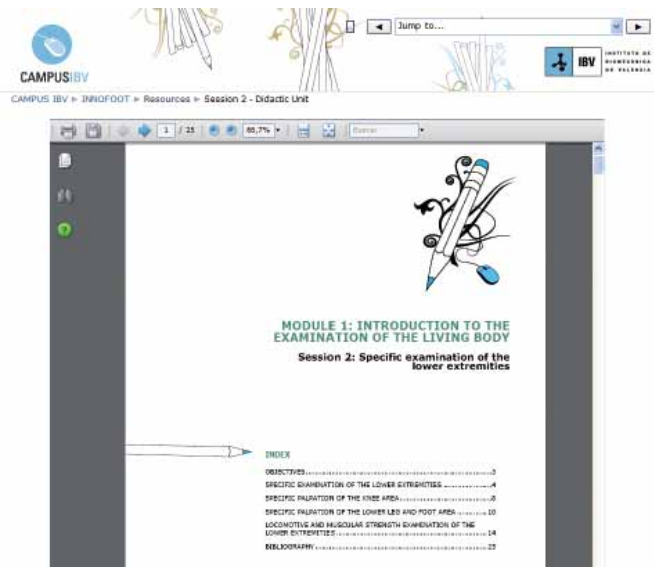 Jump to...
CAMPUSIBV
IBV
INSTITUTO DE
BIOMECÁNICA
DE VALENCIA
CAMPUS IBV ► INNOFOOT ► Resources ► Session 2 - Didactic Unit
1 / 25 85,7% Buscar
MODULE 1: INTRODUCTION TO THE
EXAMINATION OF THE LIVING BODY
Session 2: Specific examination of the
lower extremities
INDEX
OBJECTIVES 3
SPECIFIC EXAMINATION OF THE LOWER EXTREMITIES 4
SPECIFIC PALPATION OF THE KNEE AREA 8
SPECIFIC PALPATION OF THE LOWER LEG AND FOOT AREA 10
LOCOMOTIVE AND MUSCULAR STRENGTH EXAMINATION OF THE
LOWER EXTREMITIES 14
BIBLIOGRAPHY 25